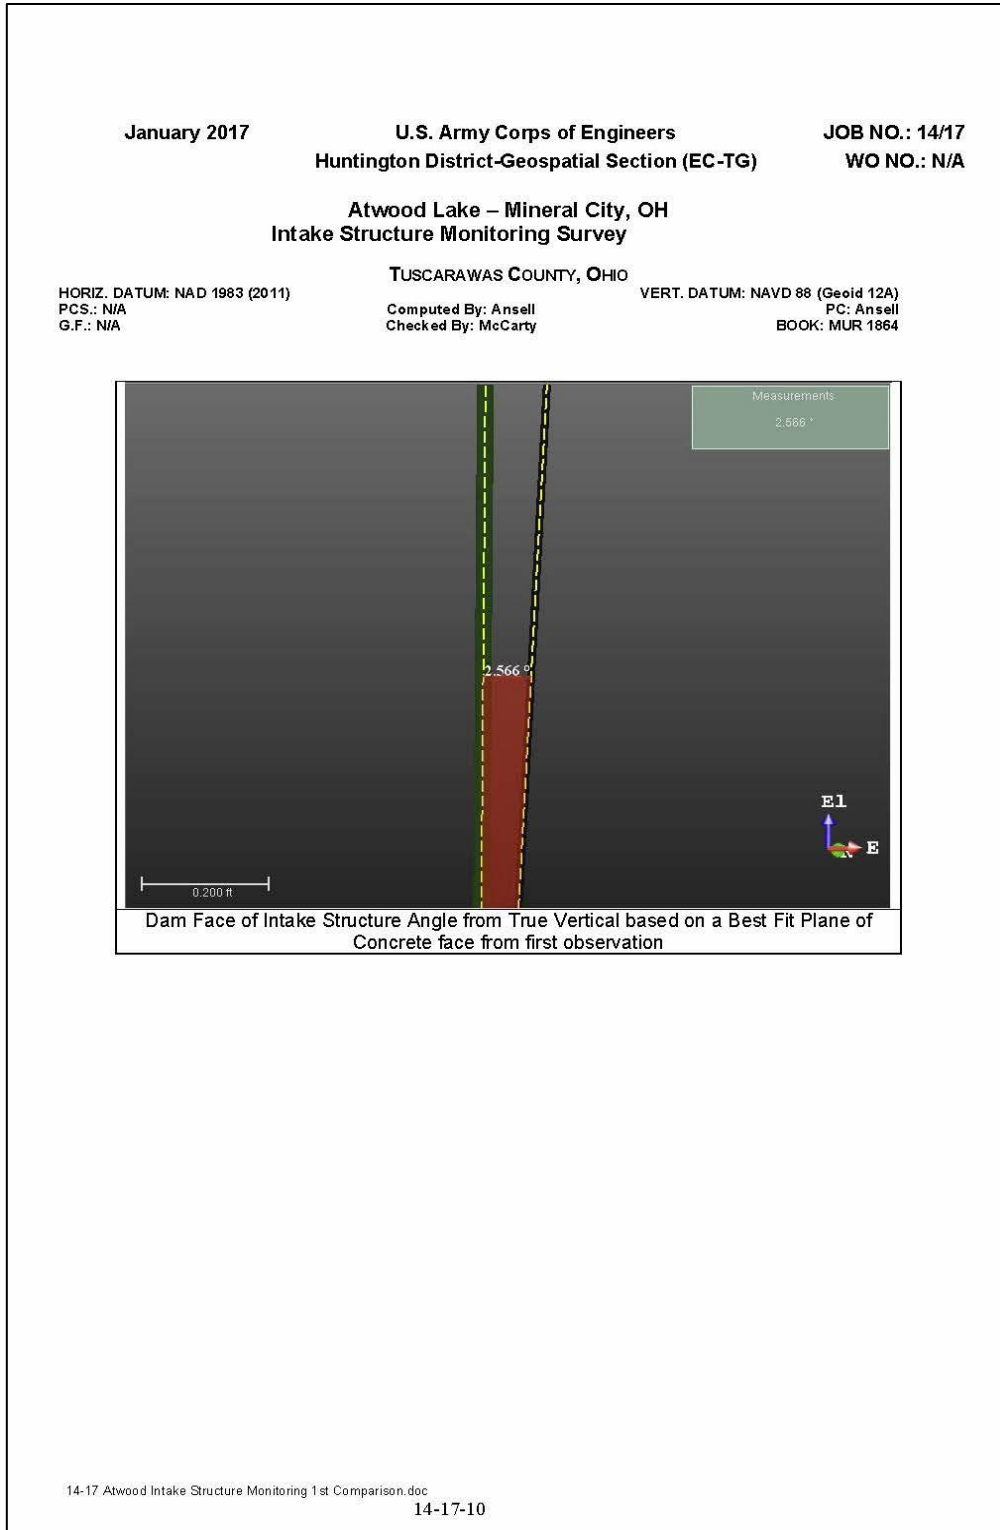 January 2017 U.S. Army Corps of Engineers JOB NO.: 14/17
Huntington District-Geospatial Section (EC-TG) WO NO.: N/A
Atwood Lake – Mineral City, OH
Intake Structure Monitoring Survey
TUSCARAWAS COUNTY, OHIO
HORIZ. DATUM: NAD 1983 (2011) VERT. DATUM: NAVD 88 (Geoid 12A)
PCS.: N/A Computed By: Ansell PC: Ansell
G.F.: N/A Checked By: McCarty BOOK: MUR 1864
Measurements
2.566 °
2.566 °
El
E
0.200 ft
Dam Face of Intake Structure Angle from True Vertical based on a Best Fit Plane of
Concrete face from first observation
14-17 Atwood Intake Structure Monitoring 1st Comparison.doc
14-17-10